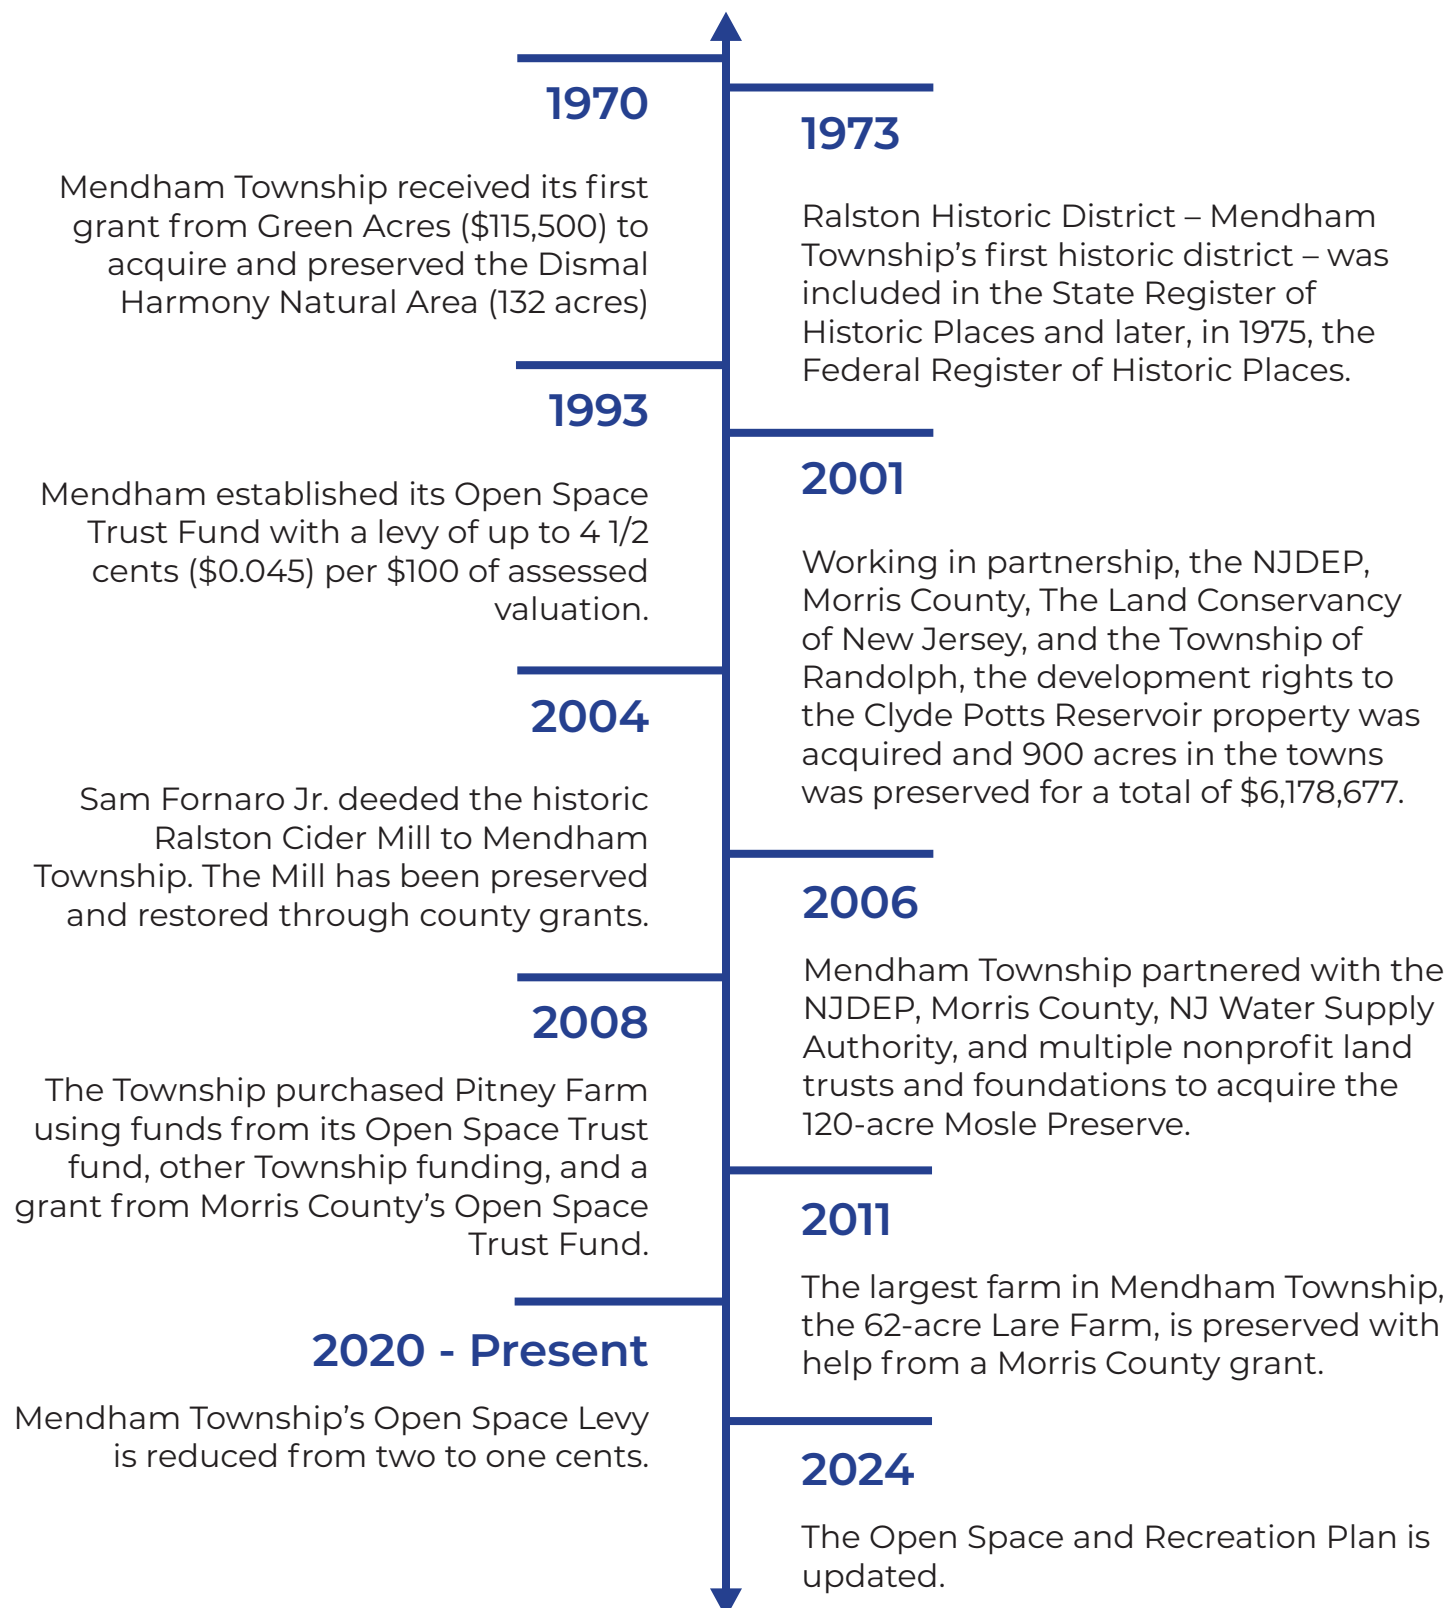 1970
Mendham Township received its first
grant from Green Acres ($115,500) to
acquire and preserved the Dismal
Harmony Natural Area (132 acres)
1973
Ralston Historic District – Mendham
Township’s first historic district – was
included in the State Register of
Historic Places and later, in 1975, the
Federal Register of Historic Places.
1993
Mendham established its Open Space
Trust Fund with a levy of up to 4 1/2
cents ($0.045) per $100 of assessed
valuation.
2001
Working in partnership, the NJDEP,
Morris County, The Land Conservancy
of New Jersey, and the Township of
Randolph, the development rights to
the Clyde Potts Reservoir property was
acquired and 900 acres in the towns
was preserved for a total of $6,178,677.
2004
Sam Fornaro Jr. deeded the historic
Ralston Cider Mill to Mendham
Township. The Mill has been preserved
and restored through county grants.
2006
Mendham Township partnered with the
NJDEP, Morris County, NJ Water Supply
Authority, and multiple nonprofit land
trusts and foundations to acquire the
120-acre Mosle Preserve.
2008
The Township purchased Pitney Farm
using funds from its Open Space Trust
fund, other Township funding, and a
grant from Morris County’s Open Space
Trust Fund.
2011
The largest farm in Mendham Township,
the 62-acre Lare Farm, is preserved with
help from a Morris County grant.
2020 - Present
Mendham Township’s Open Space Levy
is reduced from two to one cents.
2024
The Open Space and Recreation Plan is
updated.